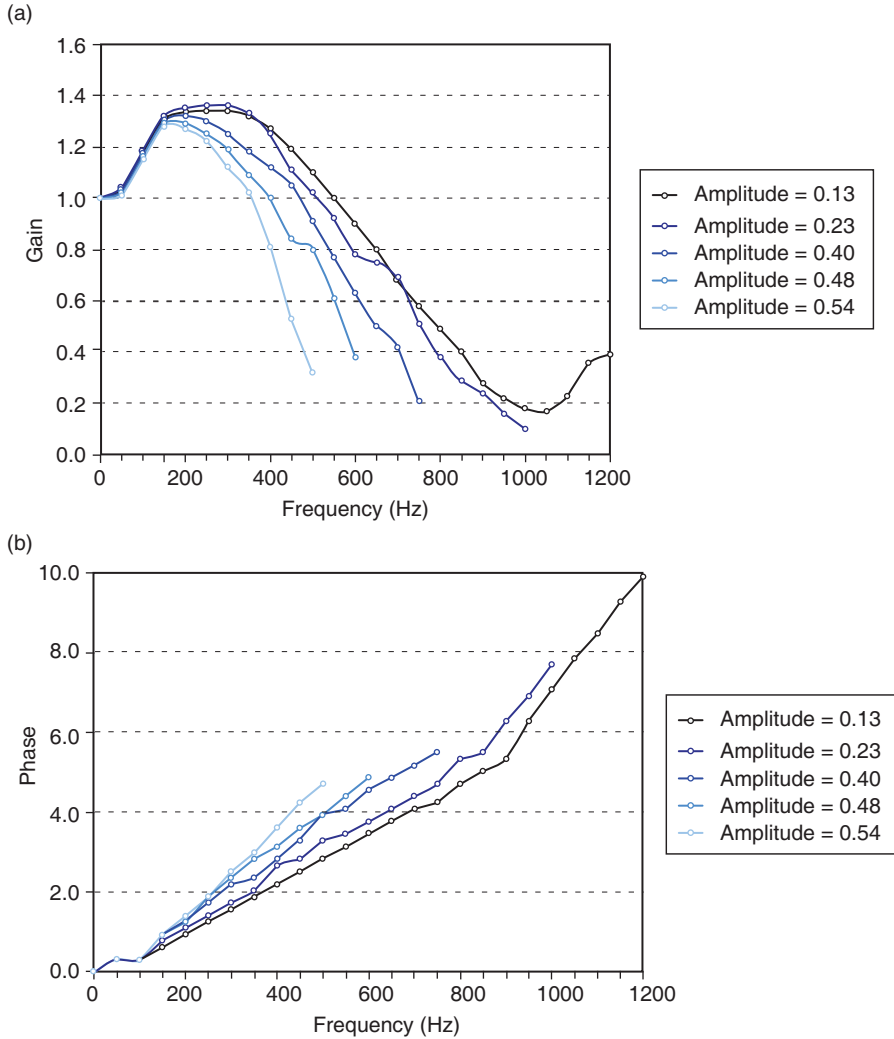 (a)
1.6
1.4
1.2
1.0
0.8
0.6
0.4
0.2
0.0
Gain
0 200 400 600 800 1000 1200
Frequency (Hz)
Amplitude = 0.13
Amplitude = 0.23
Amplitude = 0.40
Amplitude = 0.48
Amplitude = 0.54
(b)
10.0
8.0
6.0
4.0
2.0
0.0
Phase
0 200 400 600 800 1000 1200
Frequency (Hz)
Amplitude = 0.13
Amplitude = 0.23
Amplitude = 0.40
Amplitude = 0.48
Amplitude = 0.54